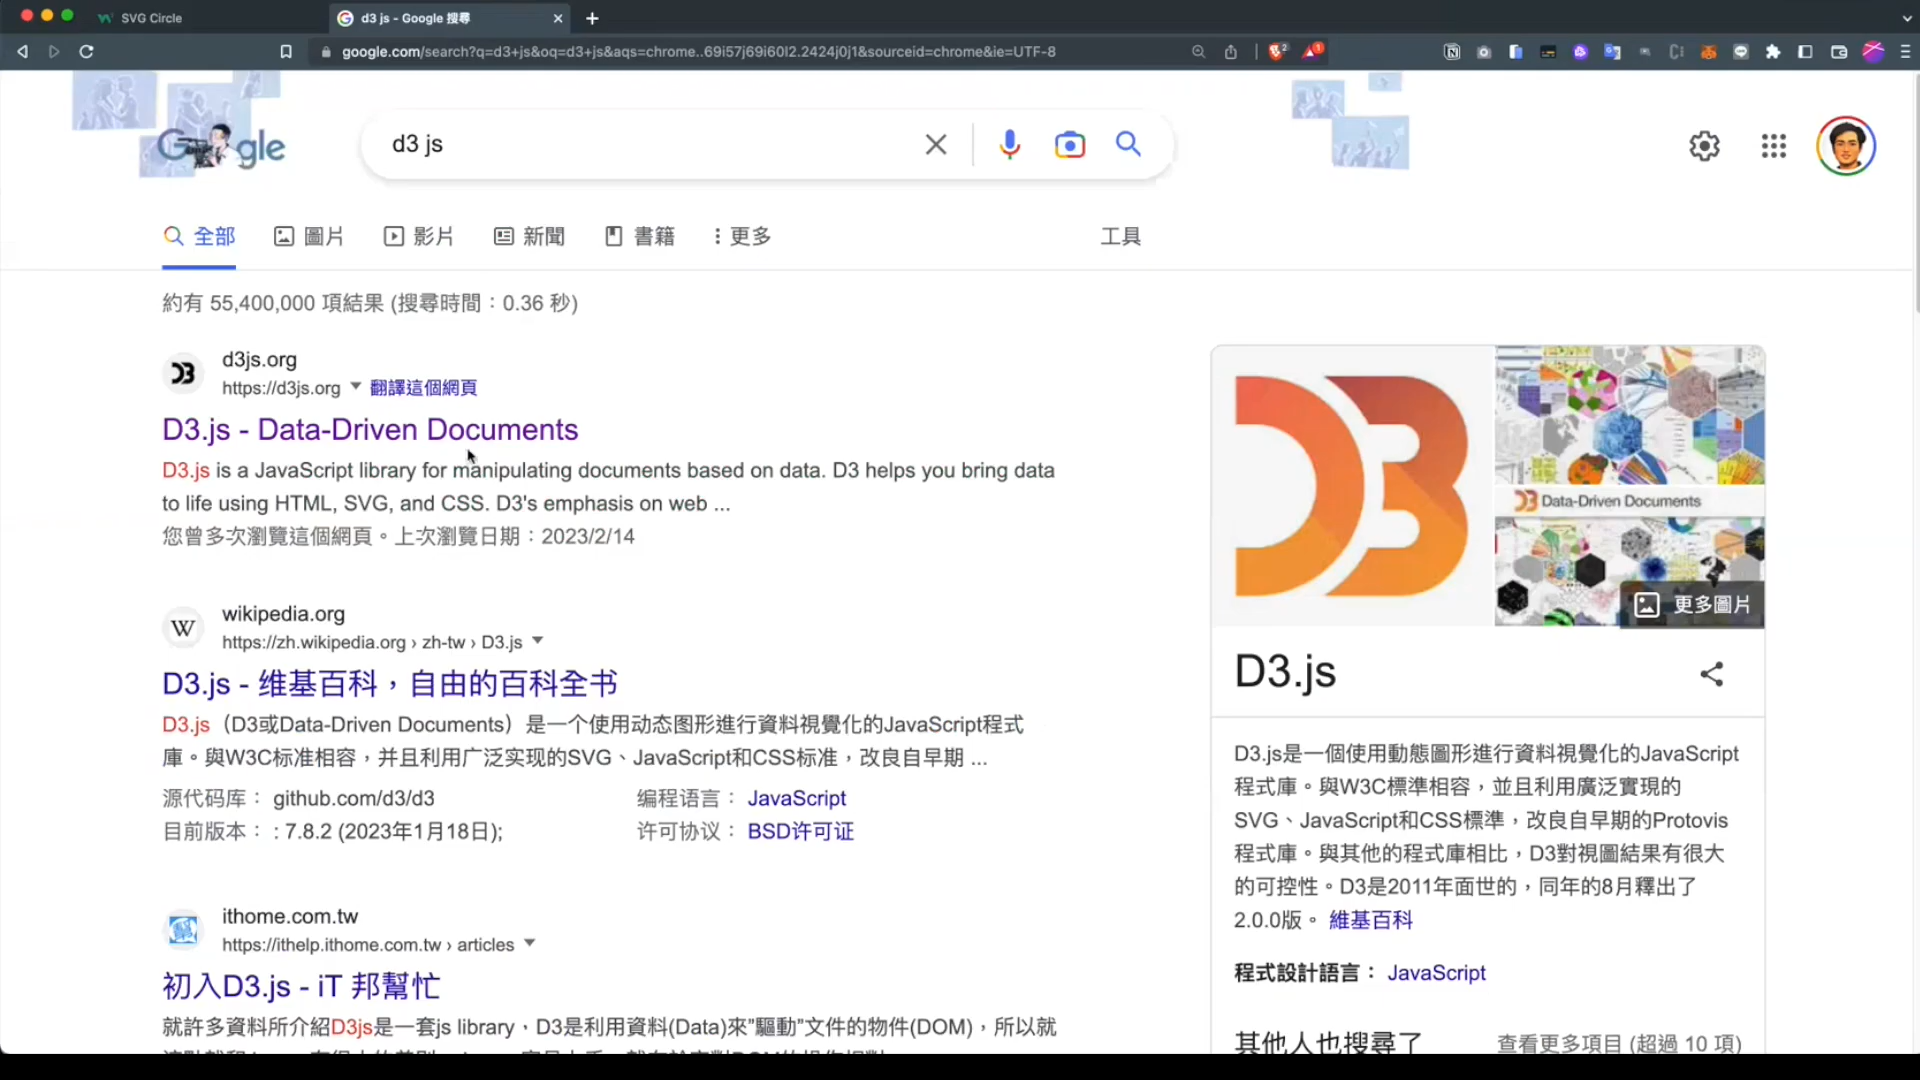 SVG Circle
d3 js - Google 搜尋
google.com/search?q=d3+js&oq=d3+js&aqs=chrome..69i57j69i60l2.2424j0j1&sourceid=chrome&ie=UTF-8
d3 js
全部 圖片 影片 新聞 書籍 更多 工具
約有 55,400,000 項結果 (搜尋時間：0.36 秒)
d3js.org
https://d3js.org 翻譯這個網頁
D3.js - Data-Driven Documents
D3.js is a JavaScript library for manipulating documents based on data. D3 helps you bring data
to life using HTML, SVG, and CSS. D3's emphasis on web ...
您曾多次瀏覽這個網頁。上次瀏覽日期：2023/2/14
W
wikipedia.org
https://zh.wikipedia.org › zh-tw › D3.js
D3.js - 维基百科，自由的百科全书
D3.js（D3或Data-Driven Documents）是一个使用动态图形進行資料視覺化的JavaScript程式
庫。與W3C标准相容，并且利用广泛实现的SVG、JavaScript和CSS标准，改良自早期 ...
源代码库： github.com/d3/d3
编程语言： JavaScript
目前版本： : 7.8.2 (2023年1月18日);
许可协议： BSD许可证
ithome.com.tw
https://ithelp.ithome.com.tw › articles
初入D3.js - iT 邦幫忙
就許多資料所介紹D3js是一套js library，D3是利用資料(Data)來"驅動"文件的物件(DOM)，所以就
D3 Data-Driven Documents
更多圖片
D3.js
D3.js是一個使用動態圖形進行資料視覺化的JavaScript
程式庫。與W3C標準相容，並且利用廣泛實現的
SVG、JavaScript和CSS標準，改良自早期的Protovis
程式庫。與其他的程式庫相比，D3對視圖結果有很大
的可控性。D3是2011年面世的，同年的8月釋出了
2.0.0版。 維基百科
程式設計語言： JavaScript
其他人也搜尋了
查看更多項目 (超過 10 項)